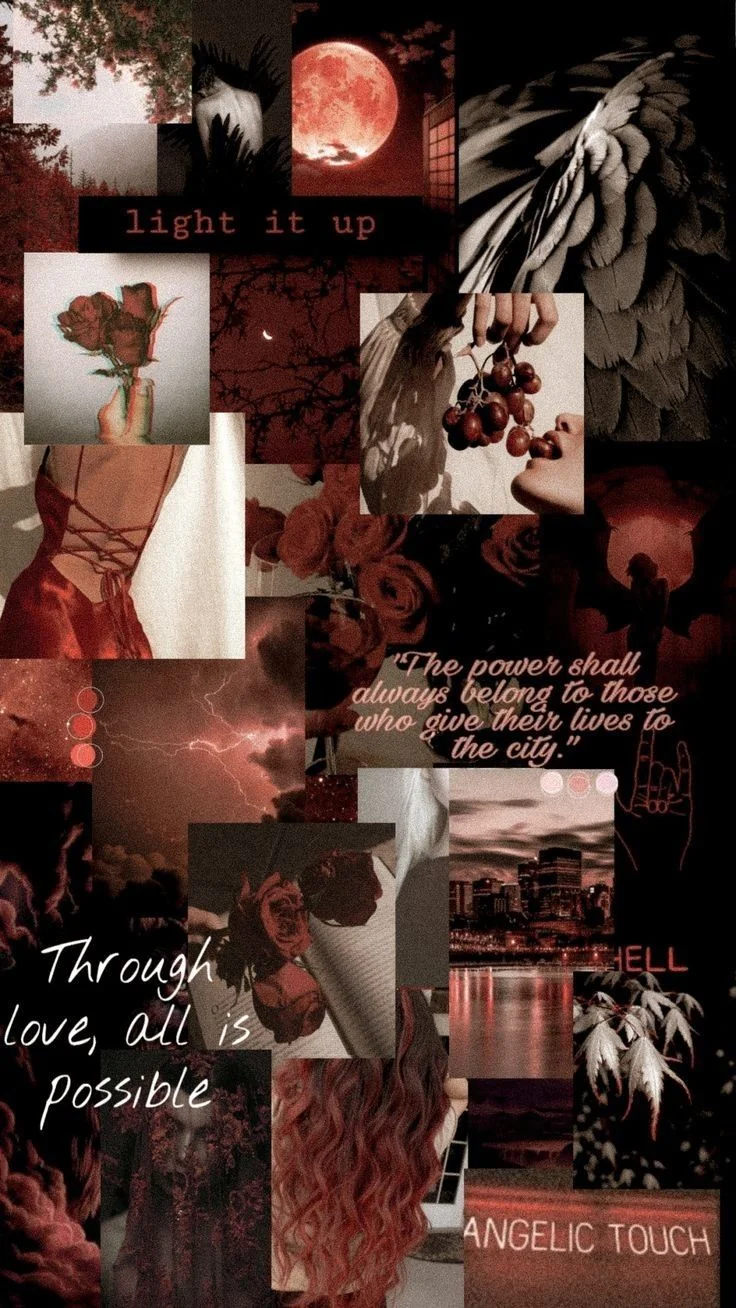 light it up
"The power shall
always belong to those
who give their lives to
the city."
Through
love, all is
possible
HELL
ANGELIC TOUCH